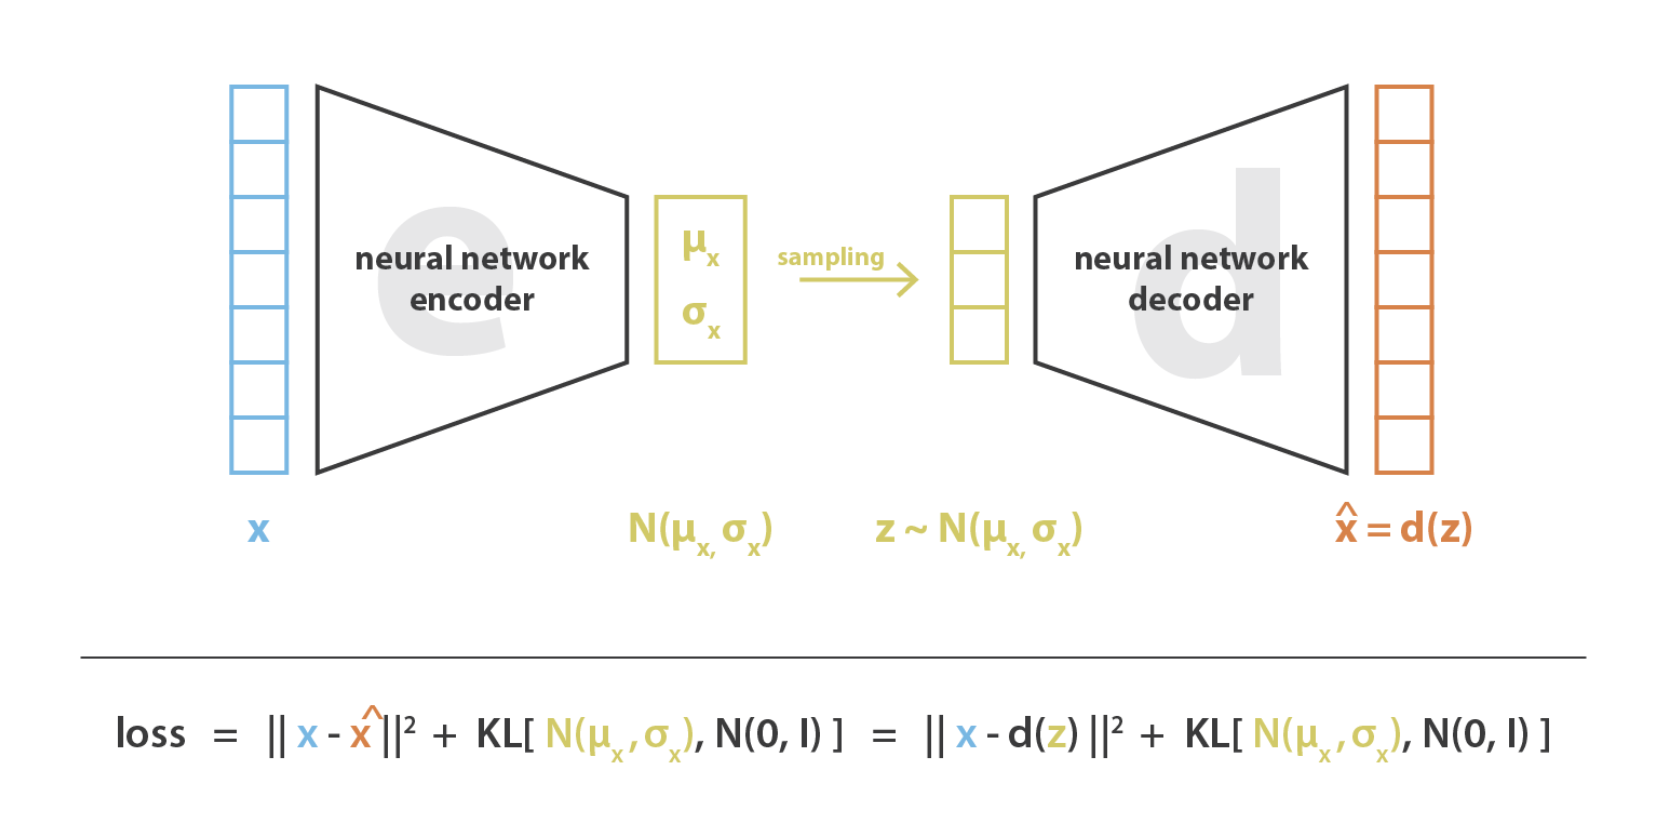 e
neural network
encoder
μx
σx
sampling
d
neural network
decoder
x
N(μx, σx)
z ~ N(μx, σx)
x̂ = d(z)
loss = || x - x̂ ||² + KL[ N(μx, σx), N(0, I) ] = || x - d(z) ||² + KL[ N(μx, σx), N(0, I) ]